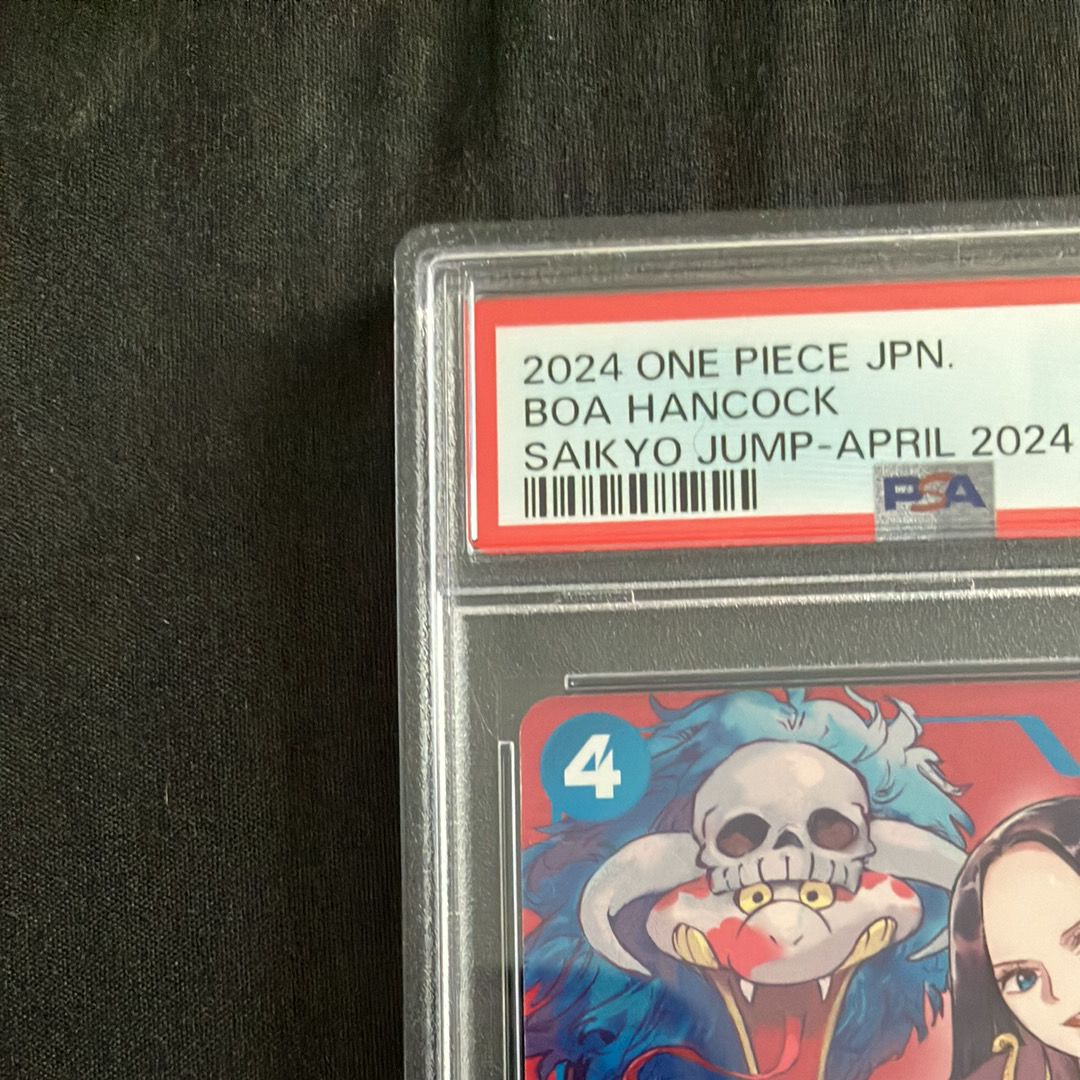 2024 ONE PIECE JPN.
BOA HANCOCK
SAIKYO JUMP-APRIL 2024
PSA
4